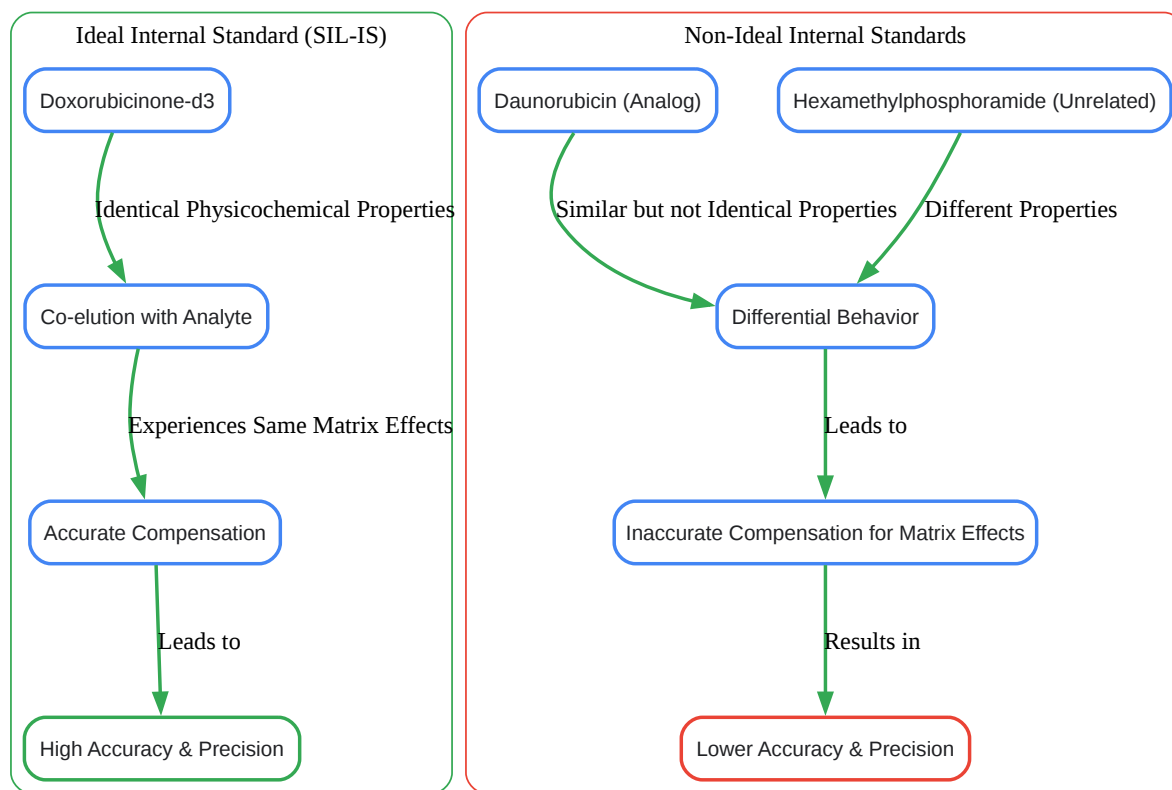 Ideal Internal Standard (SIL-IS)
Doxorubicinone-d3
Identical Physicochemical Properties
Co-elution with Analyte
Experiences Same Matrix Effects
Accurate Compensation
Leads to
High Accuracy & Precision
Non-Ideal Internal Standards
Daunorubicin (Analog)
Hexamethylphosphoramide (Unrelated)
Similar but not Identical Properties
Different Properties
Differential Behavior
Leads to
Inaccurate Compensation for Matrix Effects
Results in
Lower Accuracy & Precision